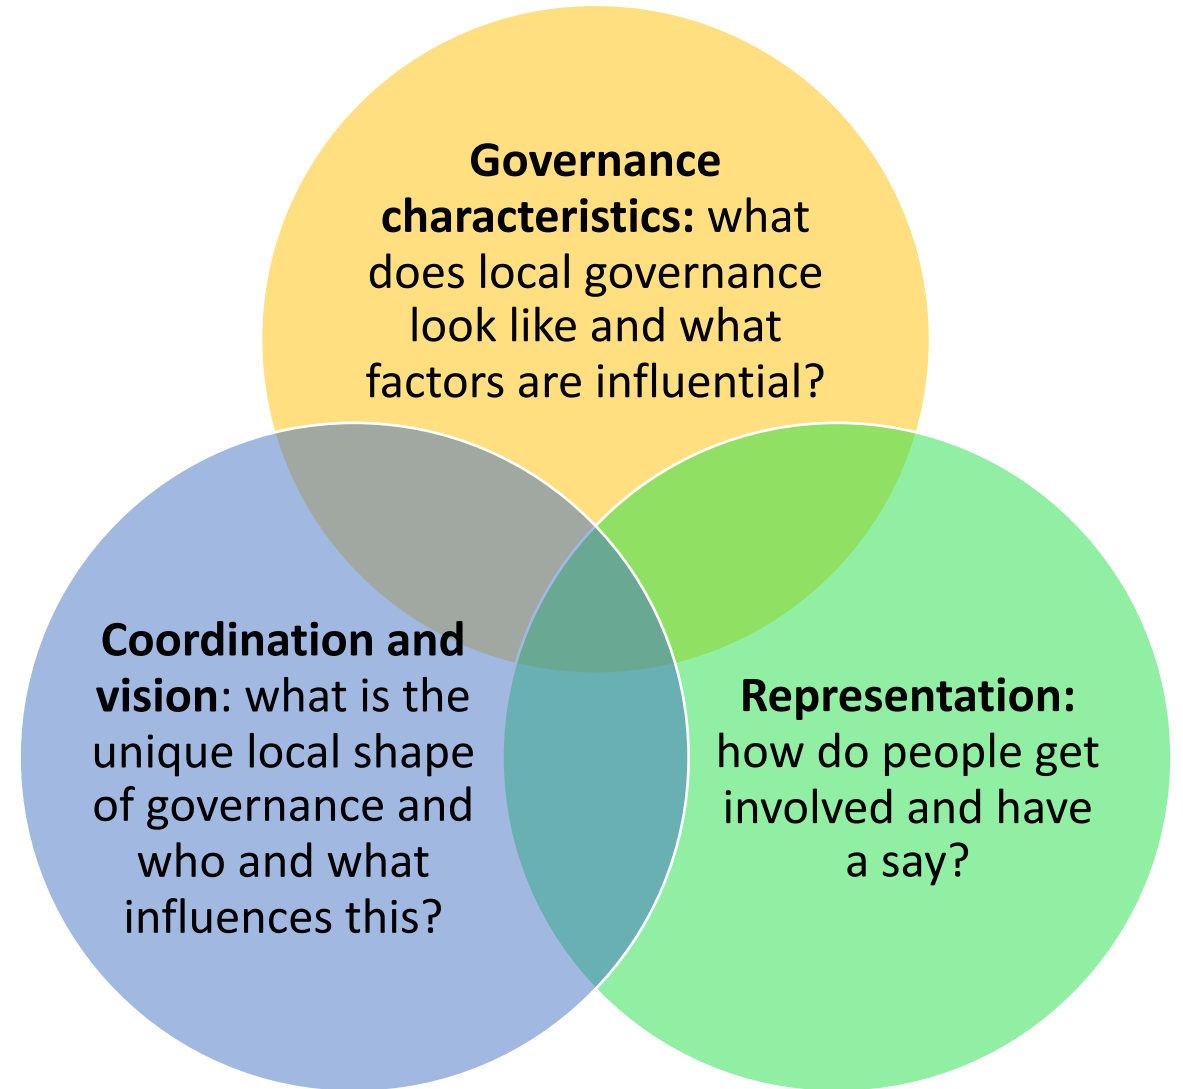 Governance
characteristics: what
does local governance
look like and what
factors are influential?
Coordination and
vision: what is the
unique local shape
of governance and
who and what
influences this?
Representation:
how do people get
involved and have
a say?